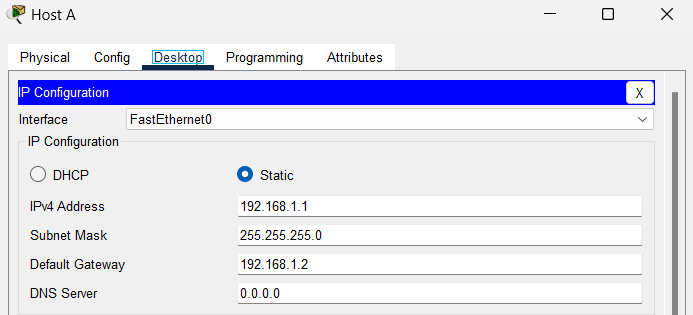 Host A
Physical Config Desktop Programming Attributes
IP Configuration X
Interface FastEthernet0
IP Configuration
DHCP Static
IPv4 Address 192.168.1.1
Subnet Mask 255.255.255.0
Default Gateway 192.168.1.2
DNS Server 0.0.0.0